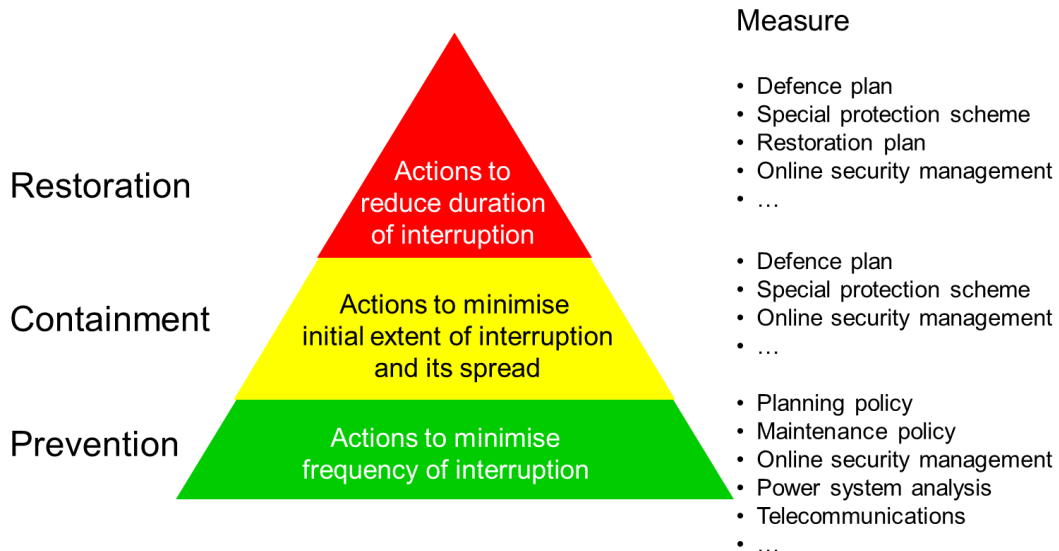 Measure
Restoration
Actions to
reduce duration
of interruption
• Defence plan
• Special protection scheme
• Restoration plan
• Online security management
• …
Containment
Actions to minimise
initial extent of interruption
and its spread
• Defence plan
• Special protection scheme
• Online security management
• …
Prevention
Actions to minimise
frequency of interruption
• Planning policy
• Maintenance policy
• Online security management
• Power system analysis
• Telecommunications
• …